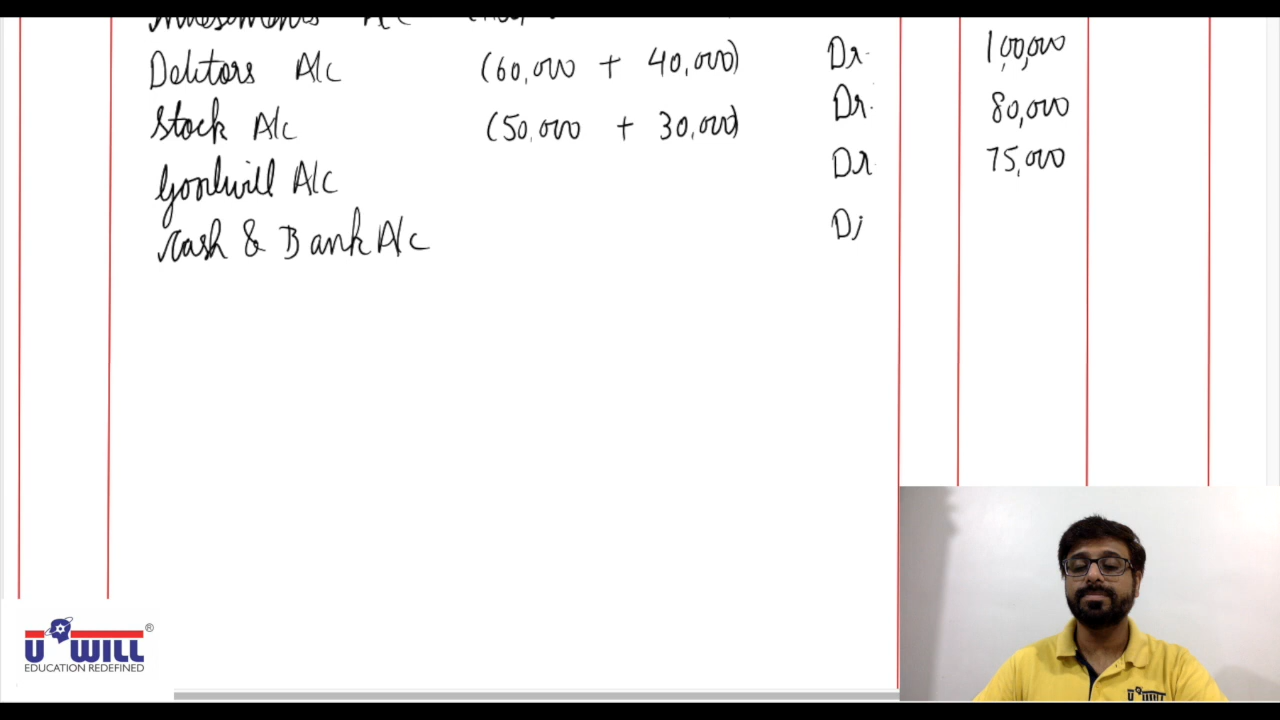 Debtors A/c (60,000 + 40,000) Dr. 1,00,000
Stock A/c (50,000 + 30,000) Dr. 80,000
Goodwill A/c Dr. 75,000
Cash & Bank A/c D
U WILL ®
EDUCATION REDEFINED
U WILL